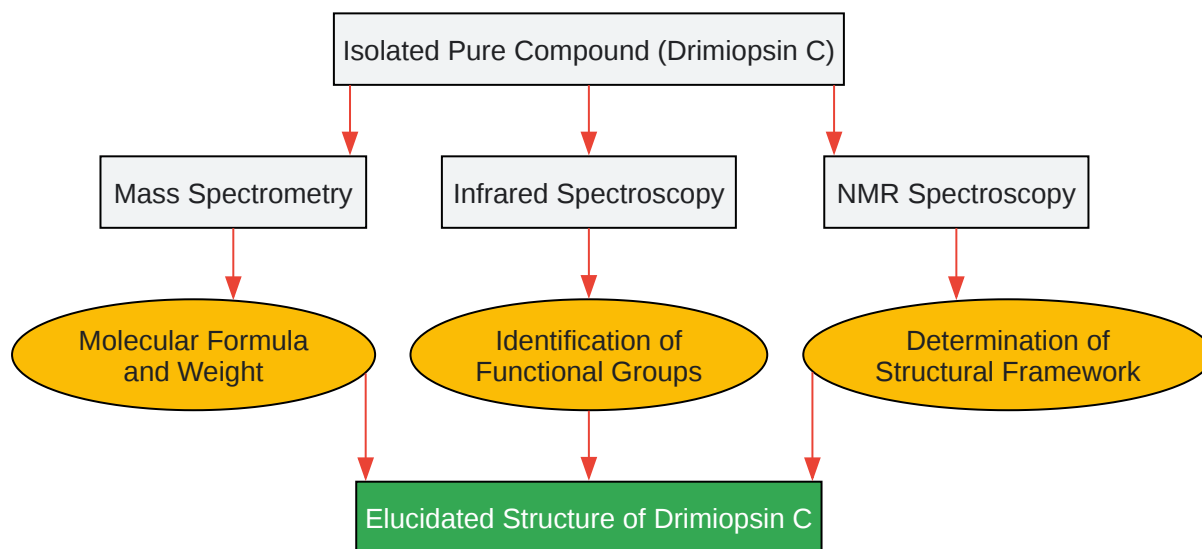 Isolated Pure Compound (Drimiopsin C)
Mass Spectrometry
Infrared Spectroscopy
NMR Spectroscopy
Molecular Formula
and Weight
Identification of
Functional Groups
Determination of
Structural Framework
Elucidated Structure of Drimiopsin C